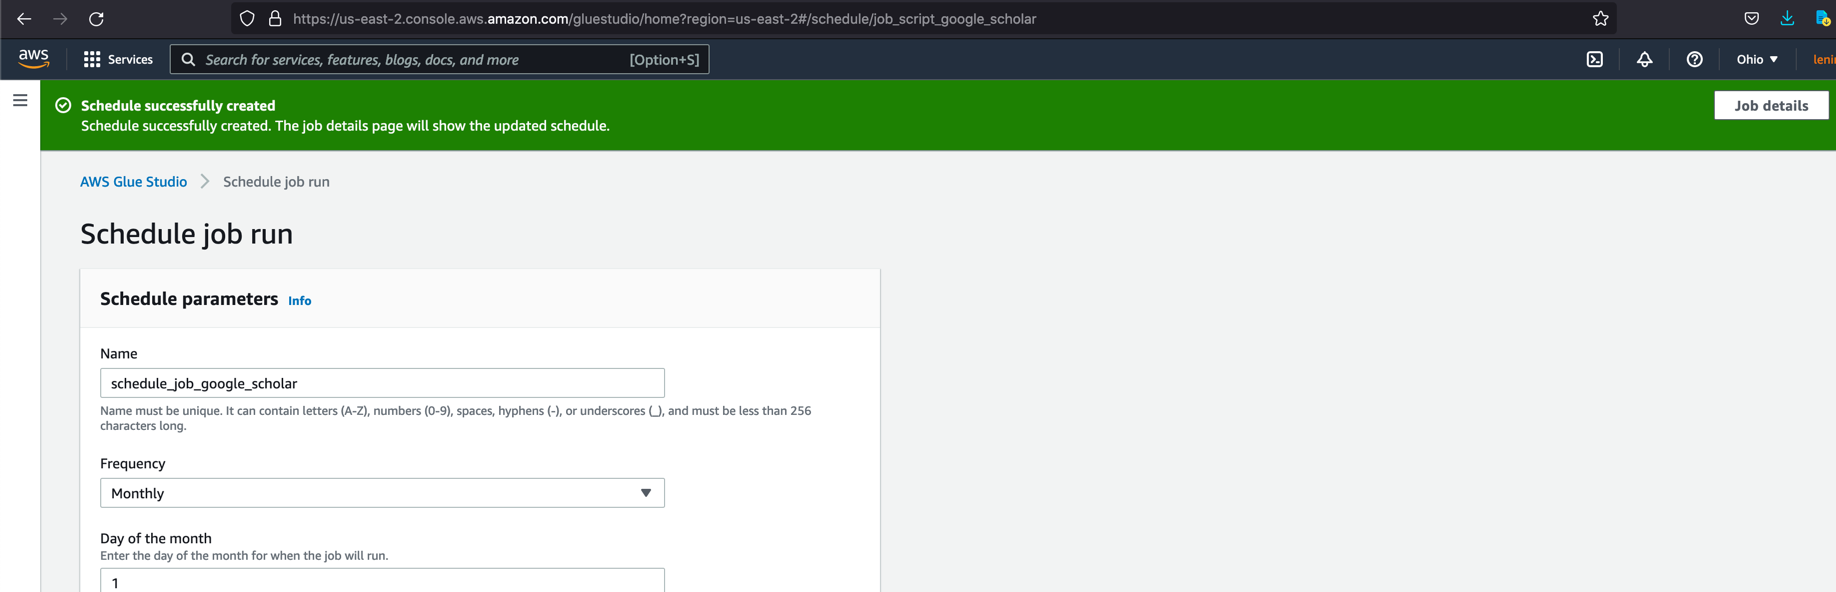 https://us-east-2.console.aws.amazon.com/gluestudio/home?region=us-east-2#/schedule/job_script_google_scholar
aws Services Search for services, features, blogs, docs, and more [Option+S] Ohio ▼
Schedule successfully created
Job details
Schedule successfully created. The job details page will show the updated schedule.
AWS Glue Studio > Schedule job run
Schedule job run
Schedule parameters Info
Name
schedule_job_google_scholar
Name must be unique. It can contain letters (A-Z), numbers (0-9), spaces, hyphens (-), or underscores (_), and must be less than 256
characters long.
Frequency
Monthly
Day of the month
Enter the day of the month for when the job will run.
1